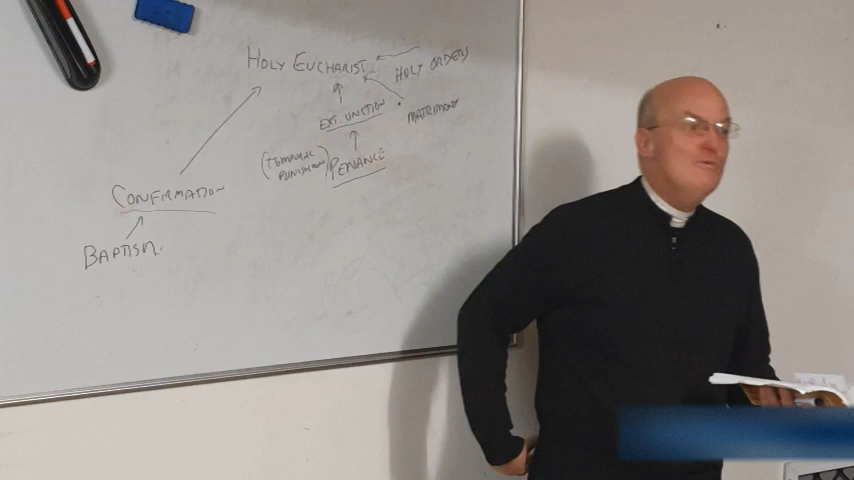 HOLY EUCHARIST
HOLY ORDERS
EXT. UNCTION
MATRIMONY
(TEMPORAL
PUNISHMENT)
PENANCE
CONFIRMATION
BAPTISM.